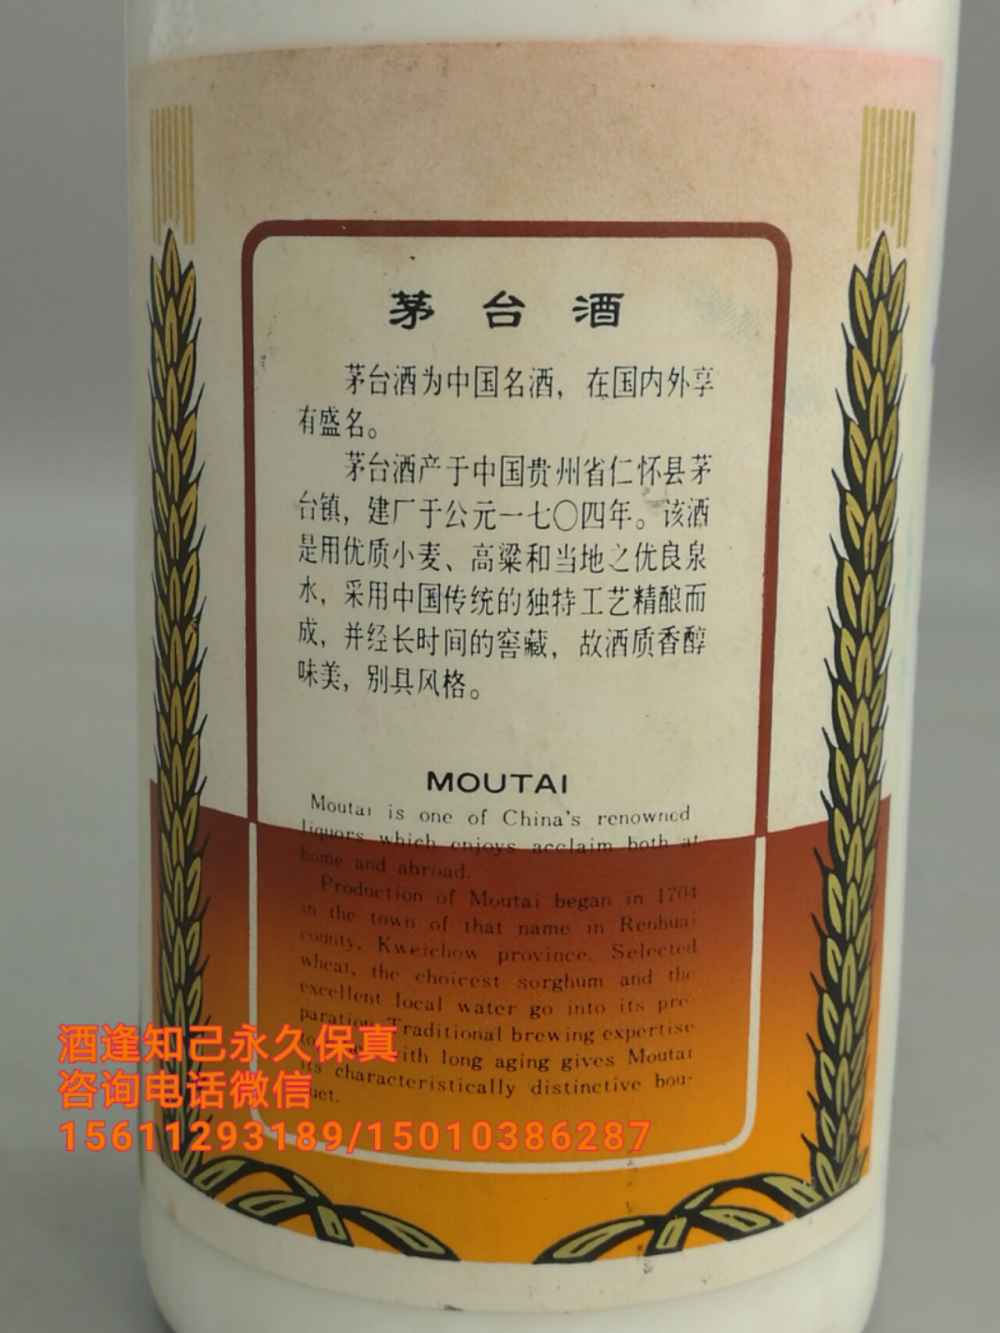 茅台酒
茅台酒为中国名酒，在国内外享
有盛名。
茅台酒产于中国贵州省仁怀县茅
台镇，建厂于公元一七〇四年。该酒
是用优质小麦、高粱和当地之优良泉
水，采用中国传统的独特工艺精酿而
成，并经长时间的窖藏，故酒质香醇
味美，别具风格。
MOUTAI
Moutai is one of China's renowned
liquors which enjoys acclaim both at
home and abroad.
Production of Moutai began in 1704
in the town of that name in Renhuai
county, Kweichow province. Selected
wheat, the choicest sorghum and the
excellent local water go into its pre-
paration. Traditional brewing expertise
with long aging gives Moutai
its characteristically distinctive bou-
quet.
酒逢知己永久保真
咨询电话微信
15611293189/15010386287